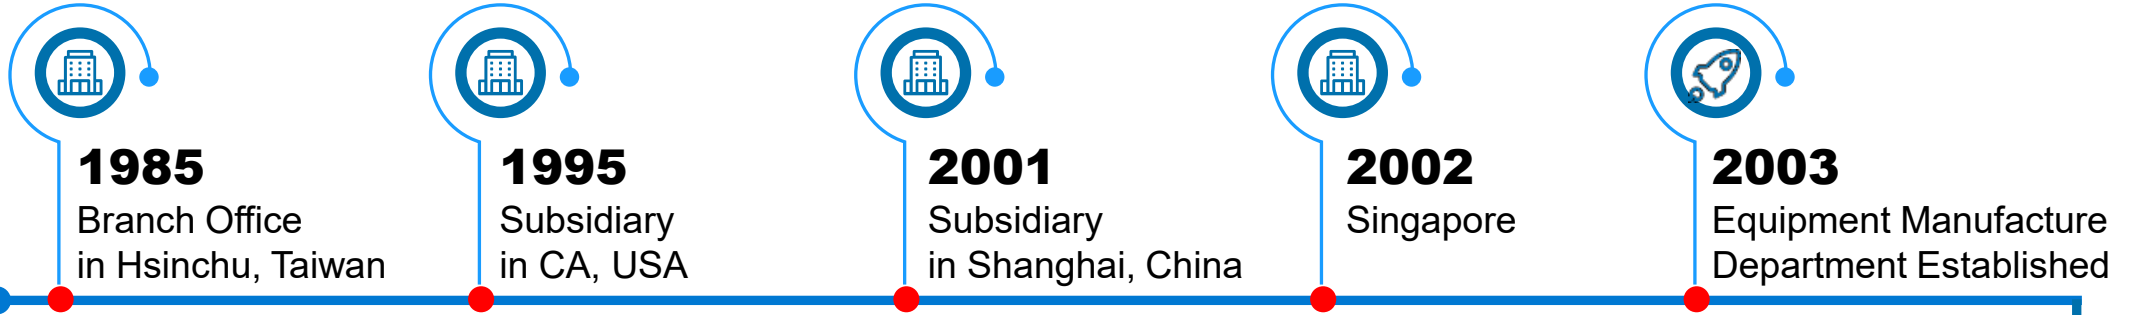 1985
Branch Office
in Hsinchu, Taiwan
1995
Subsidiary
in CA, USA
2001
Subsidiary
in Shanghai, China
2002
Singapore
2003
Equipment Manufacture
Department Established